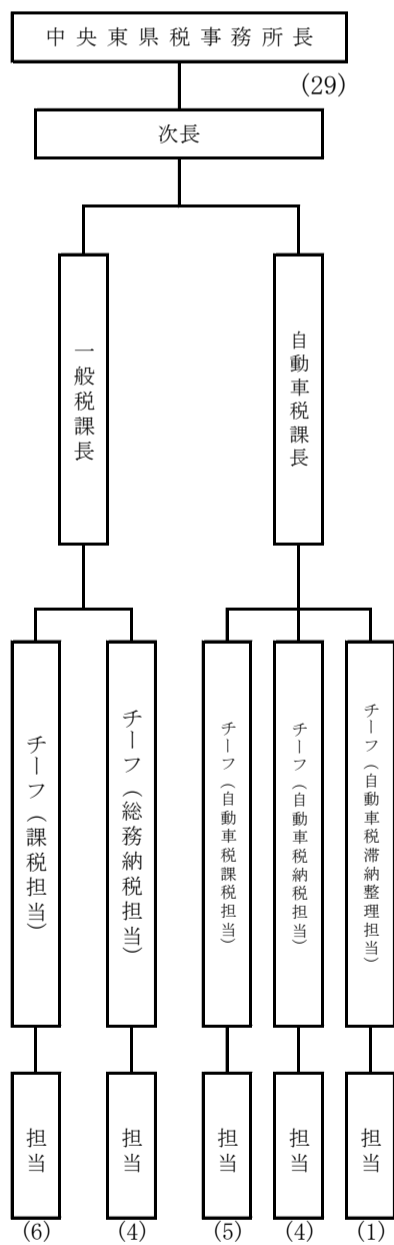 中央東県税事務所長
(29)
次長
一般税課長
自動車税課長
チーフ(課税担当)
チーフ(総務納税担当)
チーフ(自動車税課税担当)
チーフ(自動車税納税担当)
チーフ(自動車税滞納整理担当)
担当
担当
担当
担当
担当
(6)
(4)
(5)
(4)
(1)